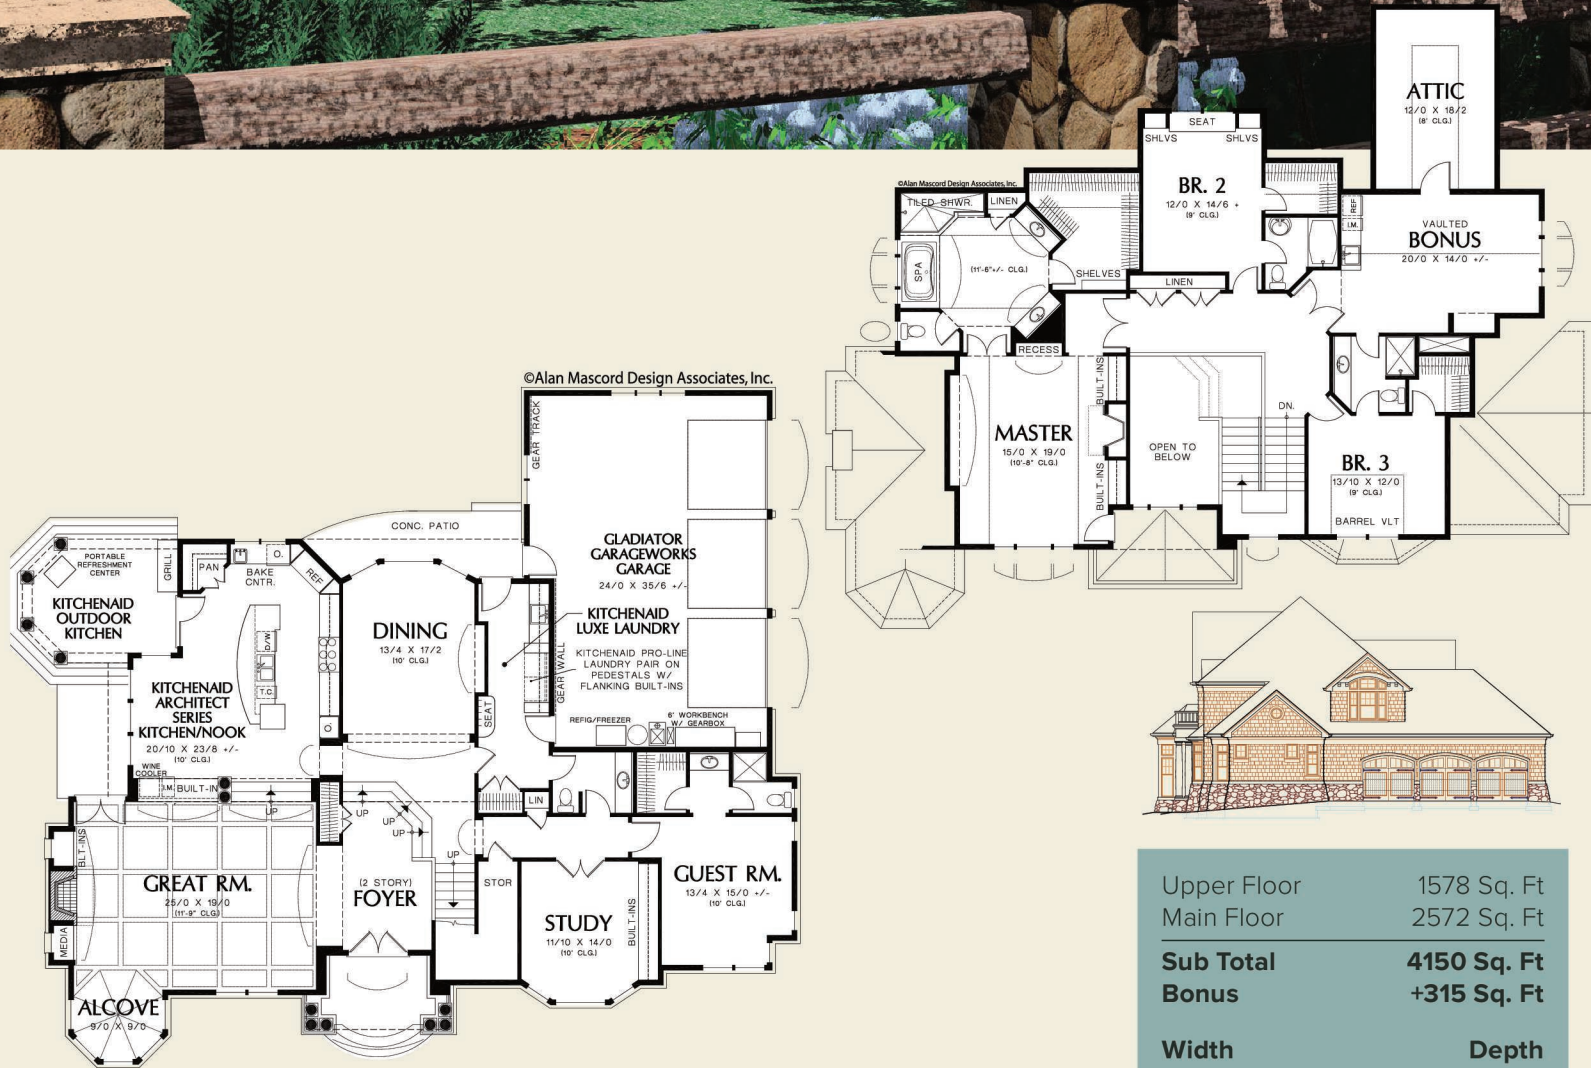 ATTIC
12/0 X 18/2
(8' CLG.)
SEAT
SHLVS
SHLVS
BR. 2
12/0 X 14/6 +
(9' CLG.)
©Alan Mascord Design Associates, Inc.
TILED SHWR.
LINEN
SPA
(11'-6"+/- CLG.)
SHELVES
LINEN
REF
I.M.
VAULTED
BONUS
20/0 X 14/0 +/-
RECESS
BUILT-INS
MASTER
15/0 X 19/0
(10'-8" CLG.)
BUILT-INS
OPEN TO
BELOW
DN.
BR. 3
13/10 X 12/0
(9' CLG.)
BARREL VLT
©Alan Mascord Design Associates, Inc.
GEAR TRACK
CONC. PATIO
GLADIATOR
GARAGEWORKS
GARAGE
24/0 X 35/6 +/-
PORTABLE
REFRESHMENT
CENTER
GRILL
KITCHENAID
OUTDOOR
KITCHEN
PAN
O.
BAKE
CNTR.
REF
DINING
13/4 X 17/2
(10' CLG.)
KITCHENAID
LUXE LAUNDRY
KITCHENAID PRO-LINE
LAUNDRY PAIR ON
PEDESTALS W/
FLANKING BUILT-INS
GEAR WALL
SEAT
REFIG/FREEZER
6' WORKBENCH
W/ GEARBOX
D/W
T.C.
O.
KITCHENAID
ARCHITECT
SERIES
KITCHEN/NOOK
20/10 X 23/8 +/-
(10' CLG.)
WINE
COOLER
I.M.
BUILT-IN
UP
UP
UP
UP
UP
LIN
BLT-INS
GREAT RM.
25/0 X 19/0
(11'-9" CLG.)
MEDIA
(2 STORY)
FOYER
STOR
STUDY
11/10 X 14/0
(10' CLG.)
BUILT-INS
GUEST RM.
13/4 X 15/0 +/-
(10' CLG.)
ALCOVE
9/0 X 9/0
Upper Floor 1578 Sq. Ft
Main Floor 2572 Sq. Ft
Sub Total 4150 Sq. Ft
Bonus +315 Sq. Ft
Width Depth